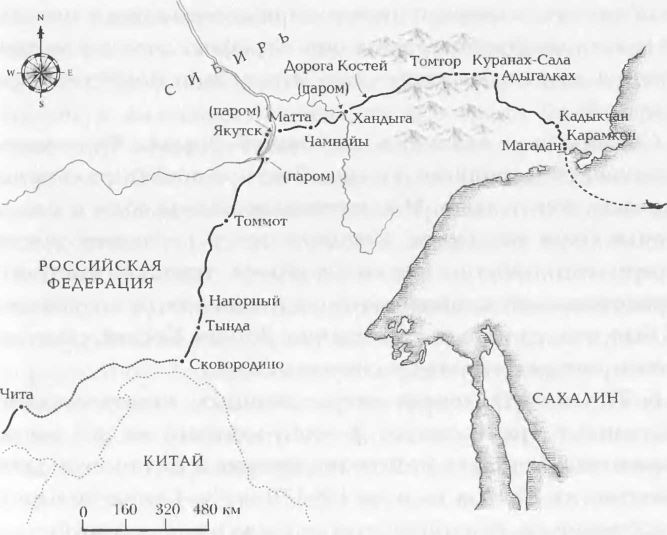 N
W
E
S
СИБИРЬ
Дорога Костей
Томтор
Куранах-Сала
Адыгалках
(паром)
(паром)
Якутск
Матта
Хандыга
Чамнайы
Кадыкчан
Карамкен
Магадан
(паром)
Томмот
РОССИЙСКАЯ
ФЕДЕРАЦИЯ
Нагорный
Тында
Сковородино
Чита
КИТАЙ
САХАЛИН
0 160 320 480 км